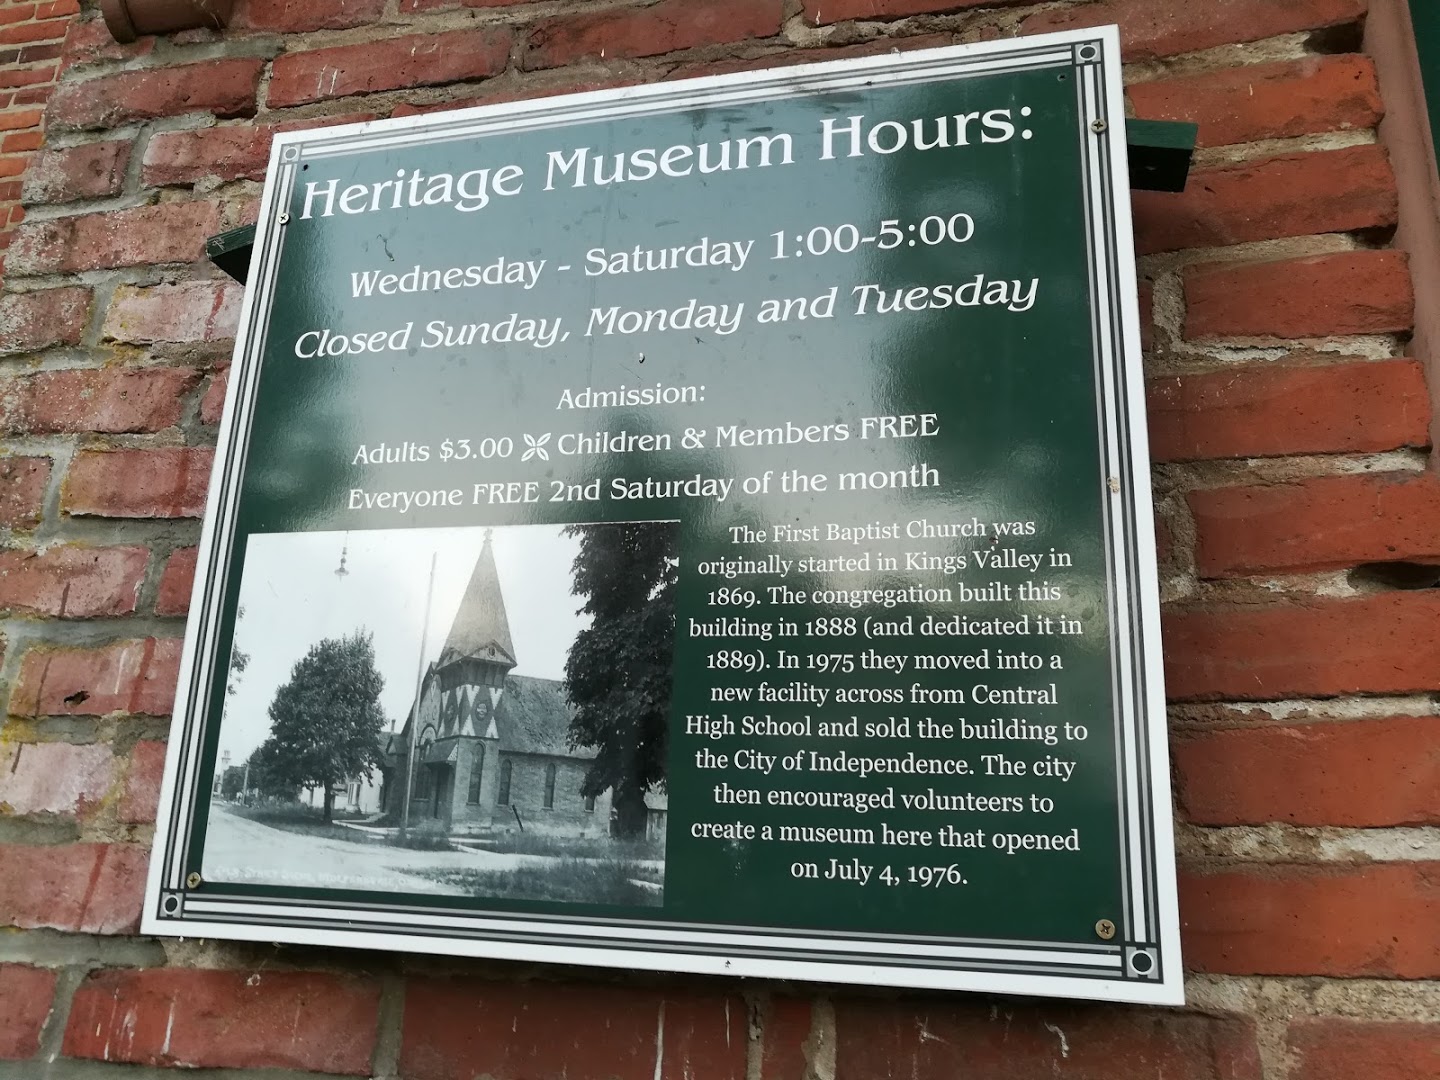 Heritage Museum Hours:
Wednesday - Saturday 1:00-5:00
Closed Sunday, Monday and Tuesday
Admission:
Adults $3.00 Children & Members FREE
Everyone FREE 2nd Saturday of the month
The First Baptist Church was
originally started in Kings Valley in
1869. The congregation built this
building in 1888 (and dedicated it in
1889). In 1975 they moved into a
new facility across from Central
High School and sold the building to
the City of Independence. The city
then encouraged volunteers to
create a museum here that opened
on July 4, 1976.